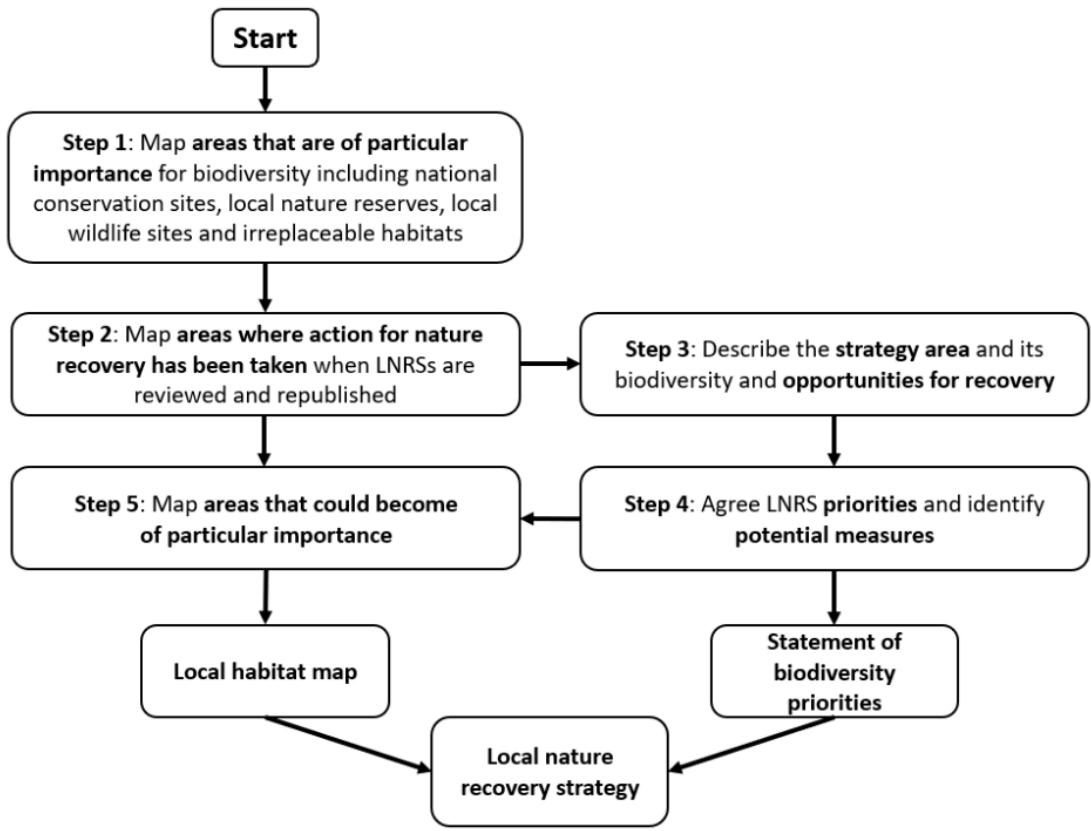 Start
Step 1: Map areas that are of particular
importance for biodiversity including national
conservation sites, local nature reserves, local
wildlife sites and irreplaceable habitats
Step 2: Map areas where action for nature
recovery has been taken when LNRSs are
reviewed and republished
Step 3: Describe the strategy area and its
biodiversity and opportunities for recovery
Step 4: Agree LNRS priorities and identify
potential measures
Step 5: Map areas that could become
of particular importance
Local habitat map
Statement of
biodiversity
priorities
Local nature
recovery strategy